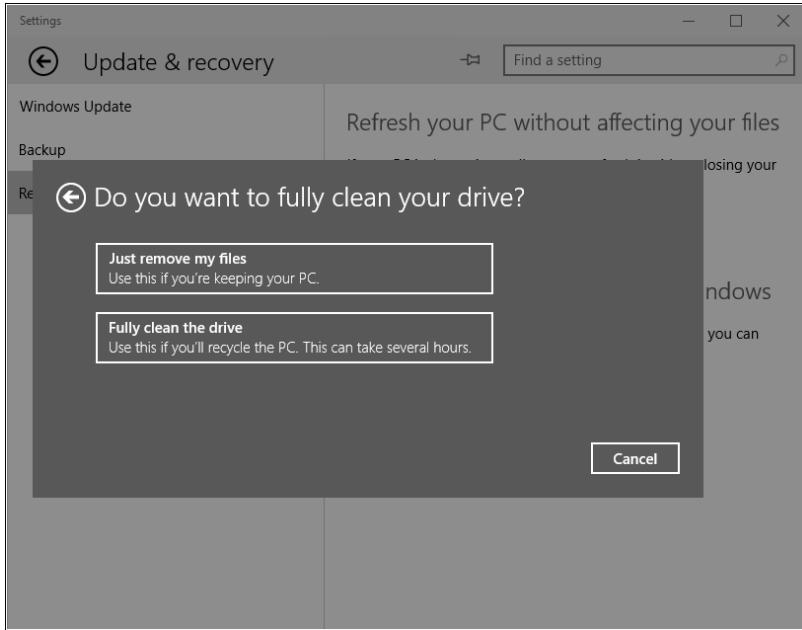 Settings
Update & recovery
Find a setting
Windows Update
Backup
Re
Refresh your PC without affecting your files
losing your
Do you want to fully clean your drive?
Just remove my files
Use this if you're keeping your PC.
Fully clean the drive
Use this if you'll recycle the PC. This can take several hours.
ndows
you can
Cancel